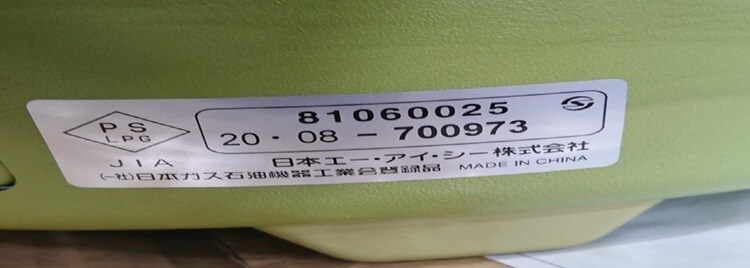 PS
LPG
JIA
81060025
20・08-700973
日本エー・アイ・シー株式会社
(一社)日本ガス石油機器工業会登録品 MADE IN CHINA